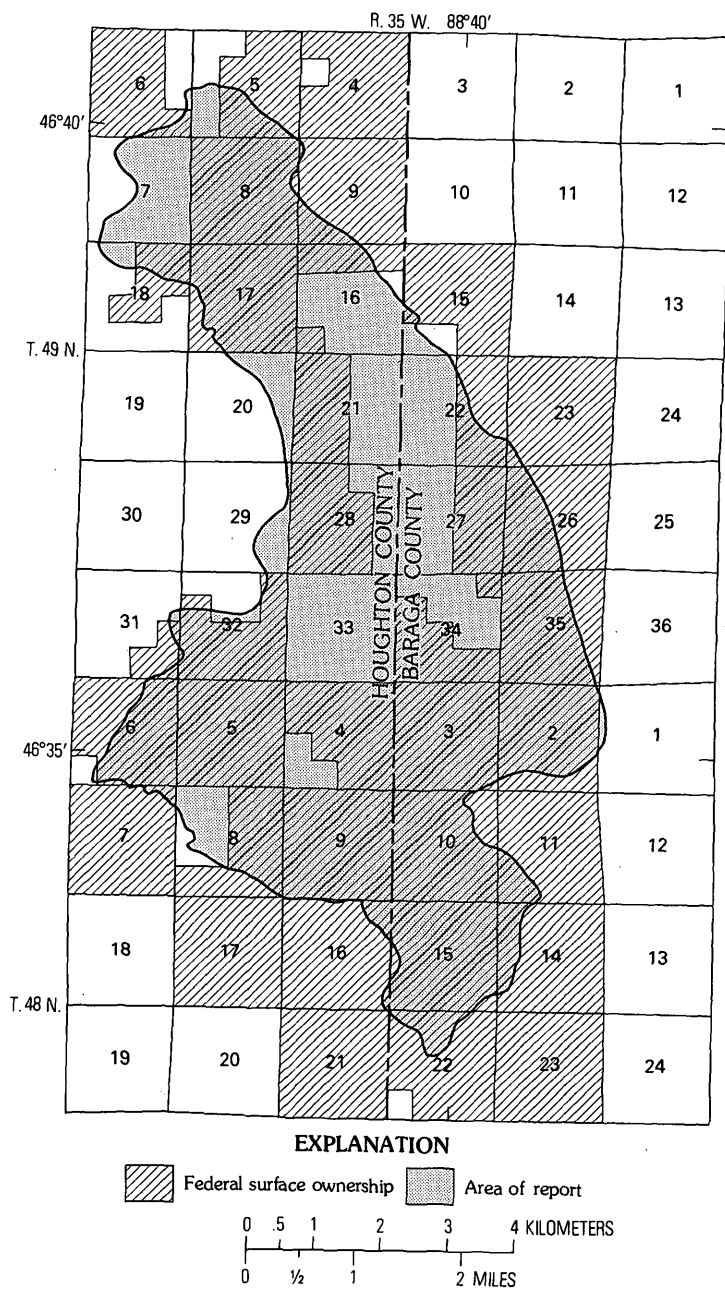 R. 35 W. 88°40'
6 5 4 3 2 1
46°40'
7 8 9 10 11 12
18 17 16 15 14 13
T. 49 N.
19 20 21 22 23 24
30 29 28 27 26 25
HOUGHTON COUNTY
BARAGA COUNTY
31 32 33 34 35 36
46°35'
6 5 4 3 2 1
7 8 9 10 11 12
18 17 16 15 14 13
T. 48 N.
19 20 21 22 23 24
EXPLANATION
Federal surface ownership Area of report
0 .5 1 2 3 4 KILOMETERS
0 ½ 1 2 MILES